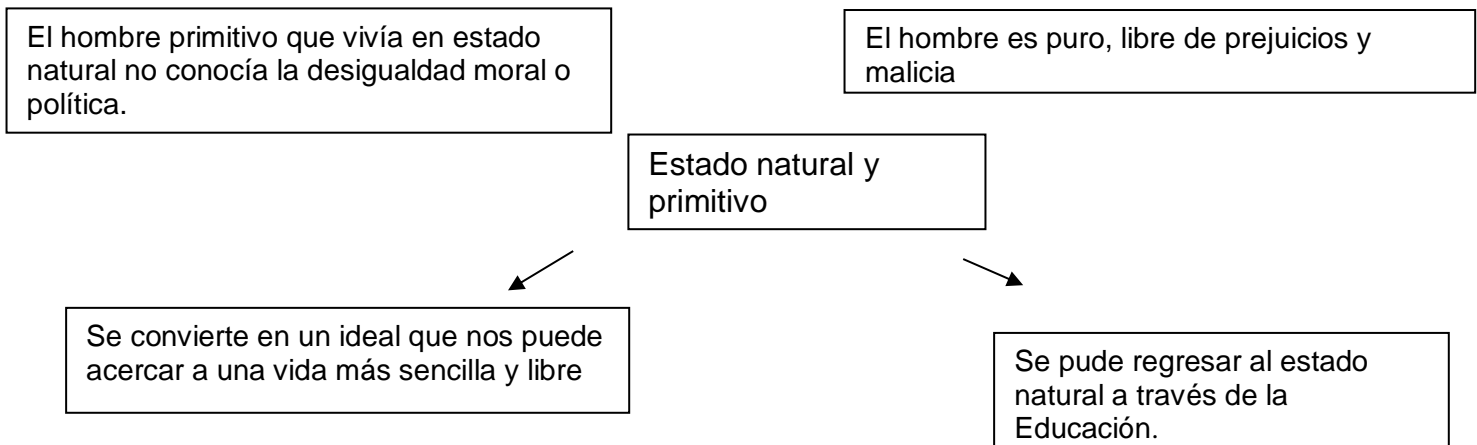 El hombre primitivo que vivía en estado
natural no conocía la desigualdad moral o
política.
El hombre es puro, libre de prejuicios y
malicia
Estado natural y
primitivo
Se convierte en un ideal que nos puede
acercar a una vida más sencilla y libre
Se pude regresar al estado
natural a través de la
Educación.